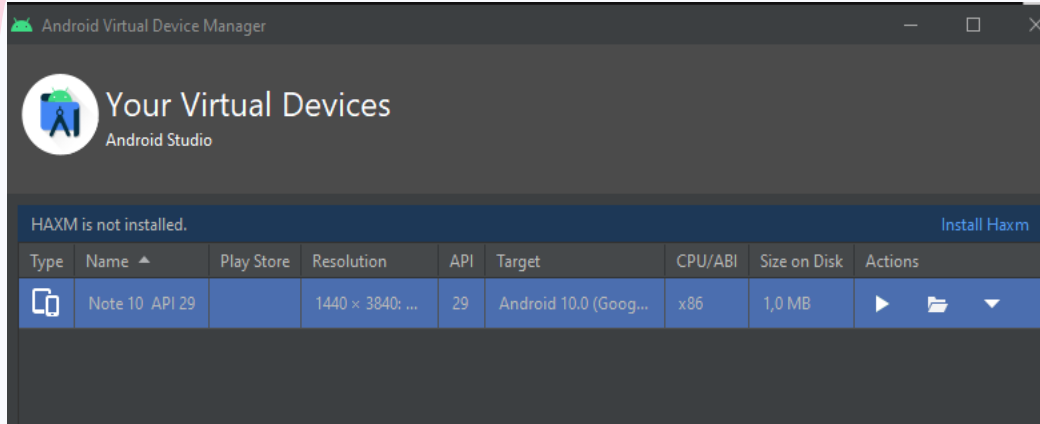 Android Virtual Device Manager
Your Virtual Devices
Android Studio
HAXM is not installed. Install Haxm
Type Name Play Store Resolution API Target CPU/ABI Size on Disk Actions
Note 10 API 29 1440 × 3840: ... 29 Android 10.0 (Goog... x86 1,0 MB